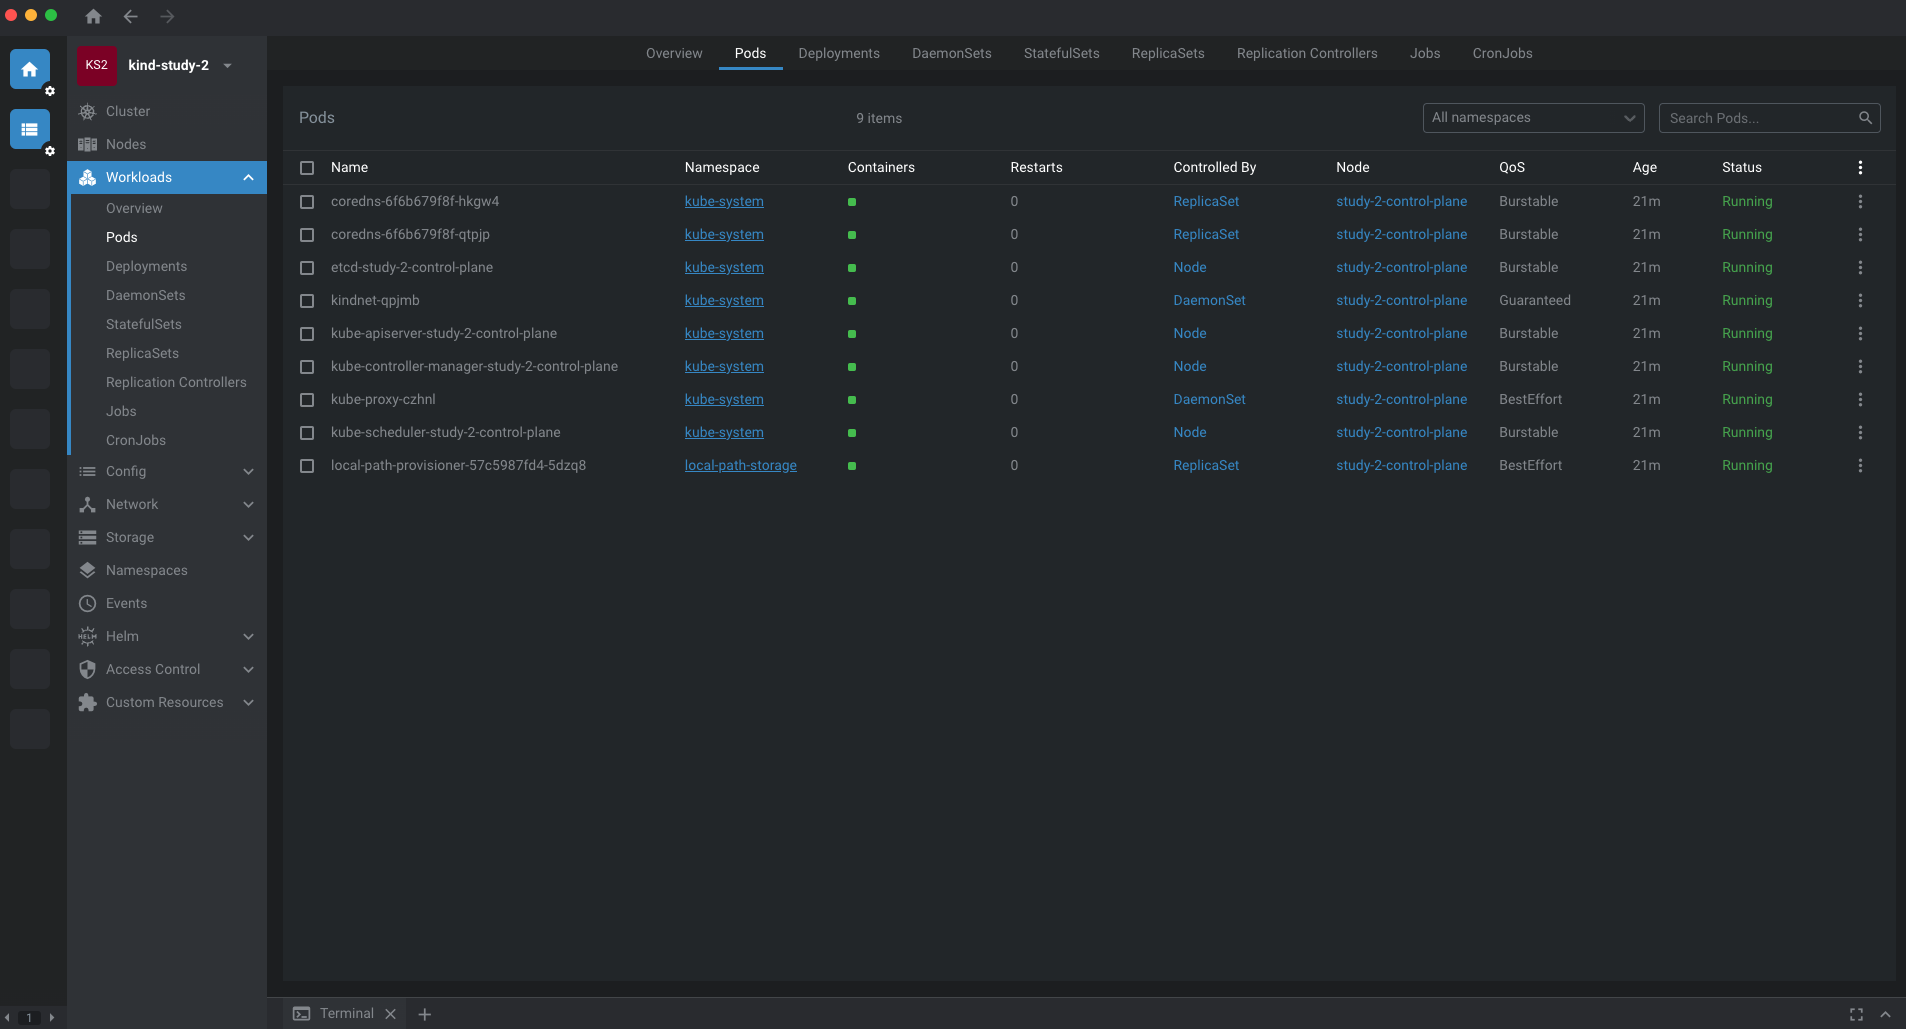 KS2 kind-study-2
Cluster
Nodes
Workloads
Overview
Pods
Deployments
DaemonSets
StatefulSets
ReplicaSets
Replication Controllers
Jobs
CronJobs
Config
Network
Storage
Namespaces
Events
HELM Helm
Access Control
Custom Resources
1
Overview Pods Deployments DaemonSets StatefulSets ReplicaSets Replication Controllers Jobs CronJobs
Pods 9 items All namespaces Search Pods...
Name Namespace Containers Restarts Controlled By Node QoS Age Status
coredns-6f6b679f8f-hkgw4 kube-system 0 ReplicaSet study-2-control-plane Burstable 21m Running
coredns-6f6b679f8f-qtpjp kube-system 0 ReplicaSet study-2-control-plane Burstable 21m Running
etcd-study-2-control-plane kube-system 0 Node study-2-control-plane Burstable 21m Running
kindnet-qpjmb kube-system 0 DaemonSet study-2-control-plane Guaranteed 21m Running
kube-apiserver-study-2-control-plane kube-system 0 Node study-2-control-plane Burstable 21m Running
kube-controller-manager-study-2-control-plane kube-system 0 Node study-2-control-plane Burstable 21m Running
kube-proxy-czhnl kube-system 0 DaemonSet study-2-control-plane BestEffort 21m Running
kube-scheduler-study-2-control-plane kube-system 0 Node study-2-control-plane Burstable 21m Running
local-path-provisioner-57c5987fd4-5dzq8 local-path-storage 0 ReplicaSet study-2-control-plane BestEffort 21m Running
Terminal